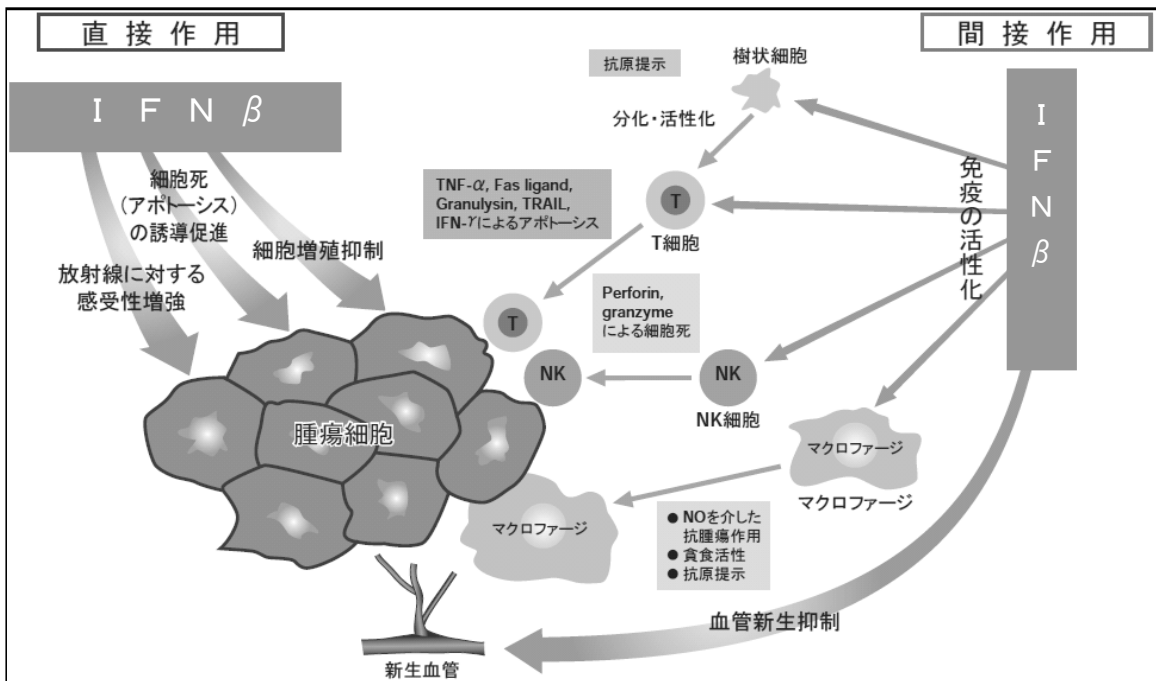 直接作用
間接作用
IFNβ
細胞死
(アポトーシス)
の誘導促進
細胞増殖抑制
放射線に対する
感受性増強
腫瘍細胞
抗原提示
樹状細胞
分化・活性化
TNF-α, Fas ligand,
Granulysin, TRAIL,
IFN-γによるアポトーシス
T
T細胞
T
Perforin,
granzyme
による細胞死
NK
NK
NK細胞
免疫の活性化
IFNβ
マクロファージ
マクロファージ
マクロファージ
● NOを介した
抗腫瘍作用
● 貪食活性
● 抗原提示
血管新生抑制
新生血管